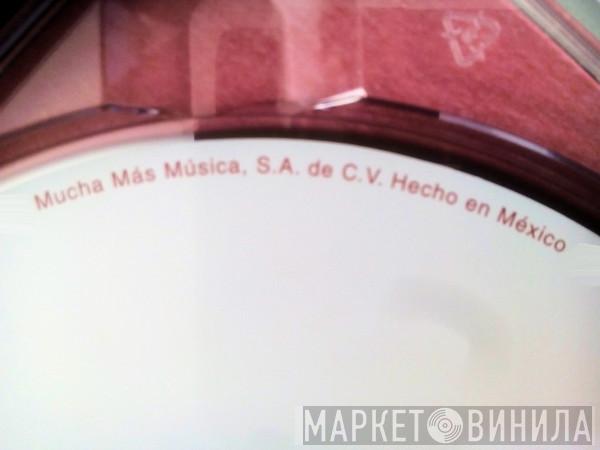 Mucha Más Música, S.A. de C.V. Hecho en México
МАРКЕТ ВИНИЛА